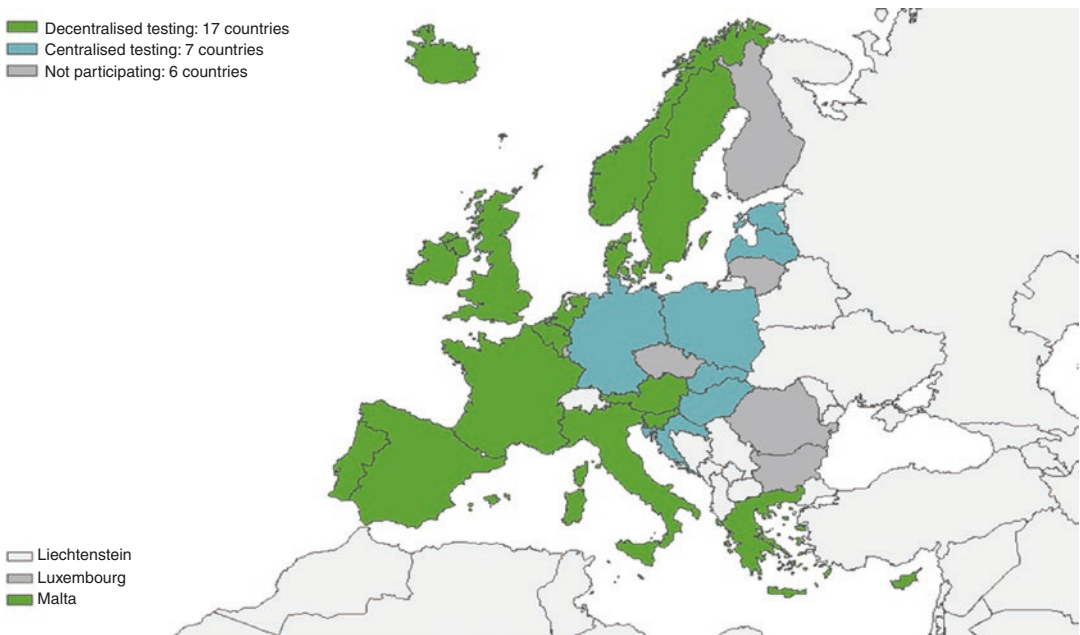 Decentralised testing: 17 countries
Centralised testing: 7 countries
Not participating: 6 countries
Liechtenstein
Luxembourg
Malta